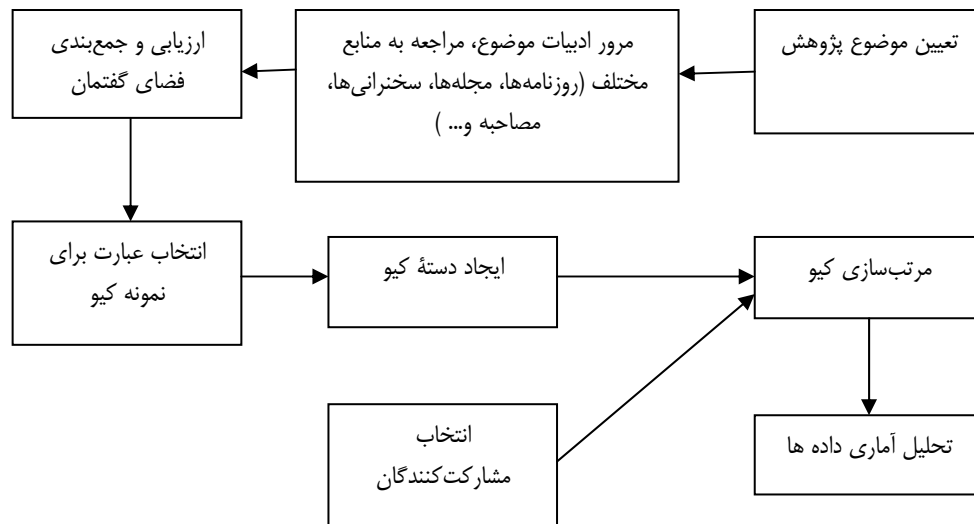 تعیین موضوع پژوهش
مرور ادبیات موضوع، مراجعه به منابع
مختلف (روزنامه‌ها، مجله‌ها، سخنرانی‌ها،
مصاحبه و... )
ارزیابی و جمع‌بندی
فضای گفتمان
انتخاب عبارت برای
نمونه کیو
ایجاد دستۀ کیو
مرتب‌سازی کیو
انتخاب
مشارکت‌کنندگان
تحلیل آماری داده ها